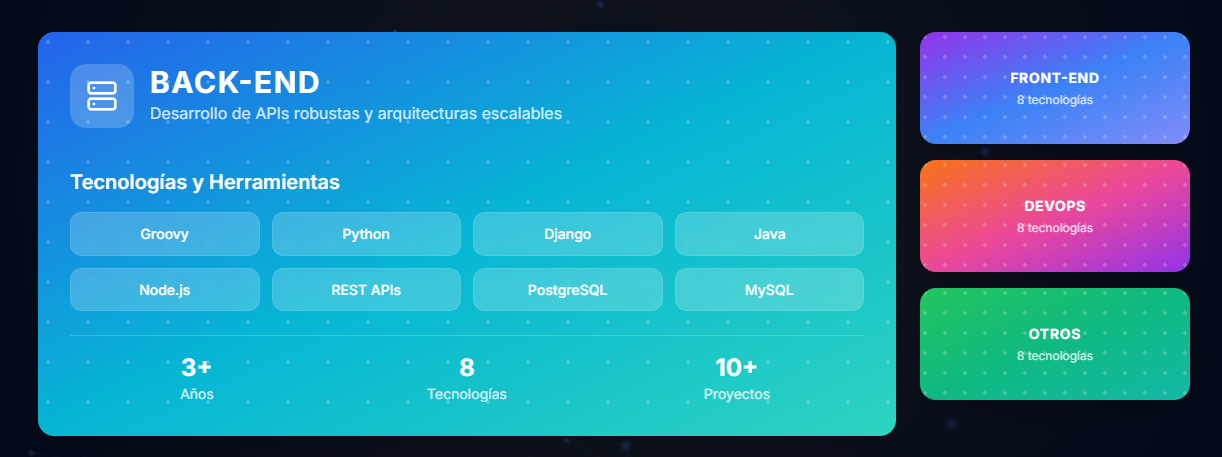 BACK-END
Desarrollo de APIs robustas y arquitecturas escalables
Tecnologías y Herramientas
Groovy
Python
Django
Java
Node.js
REST APIs
PostgreSQL
MySQL
3+
Años
8
Tecnologías
10+
Proyectos
FRONT-END
8 tecnologías
DEVOPS
8 tecnologías
OTROS
8 tecnologías